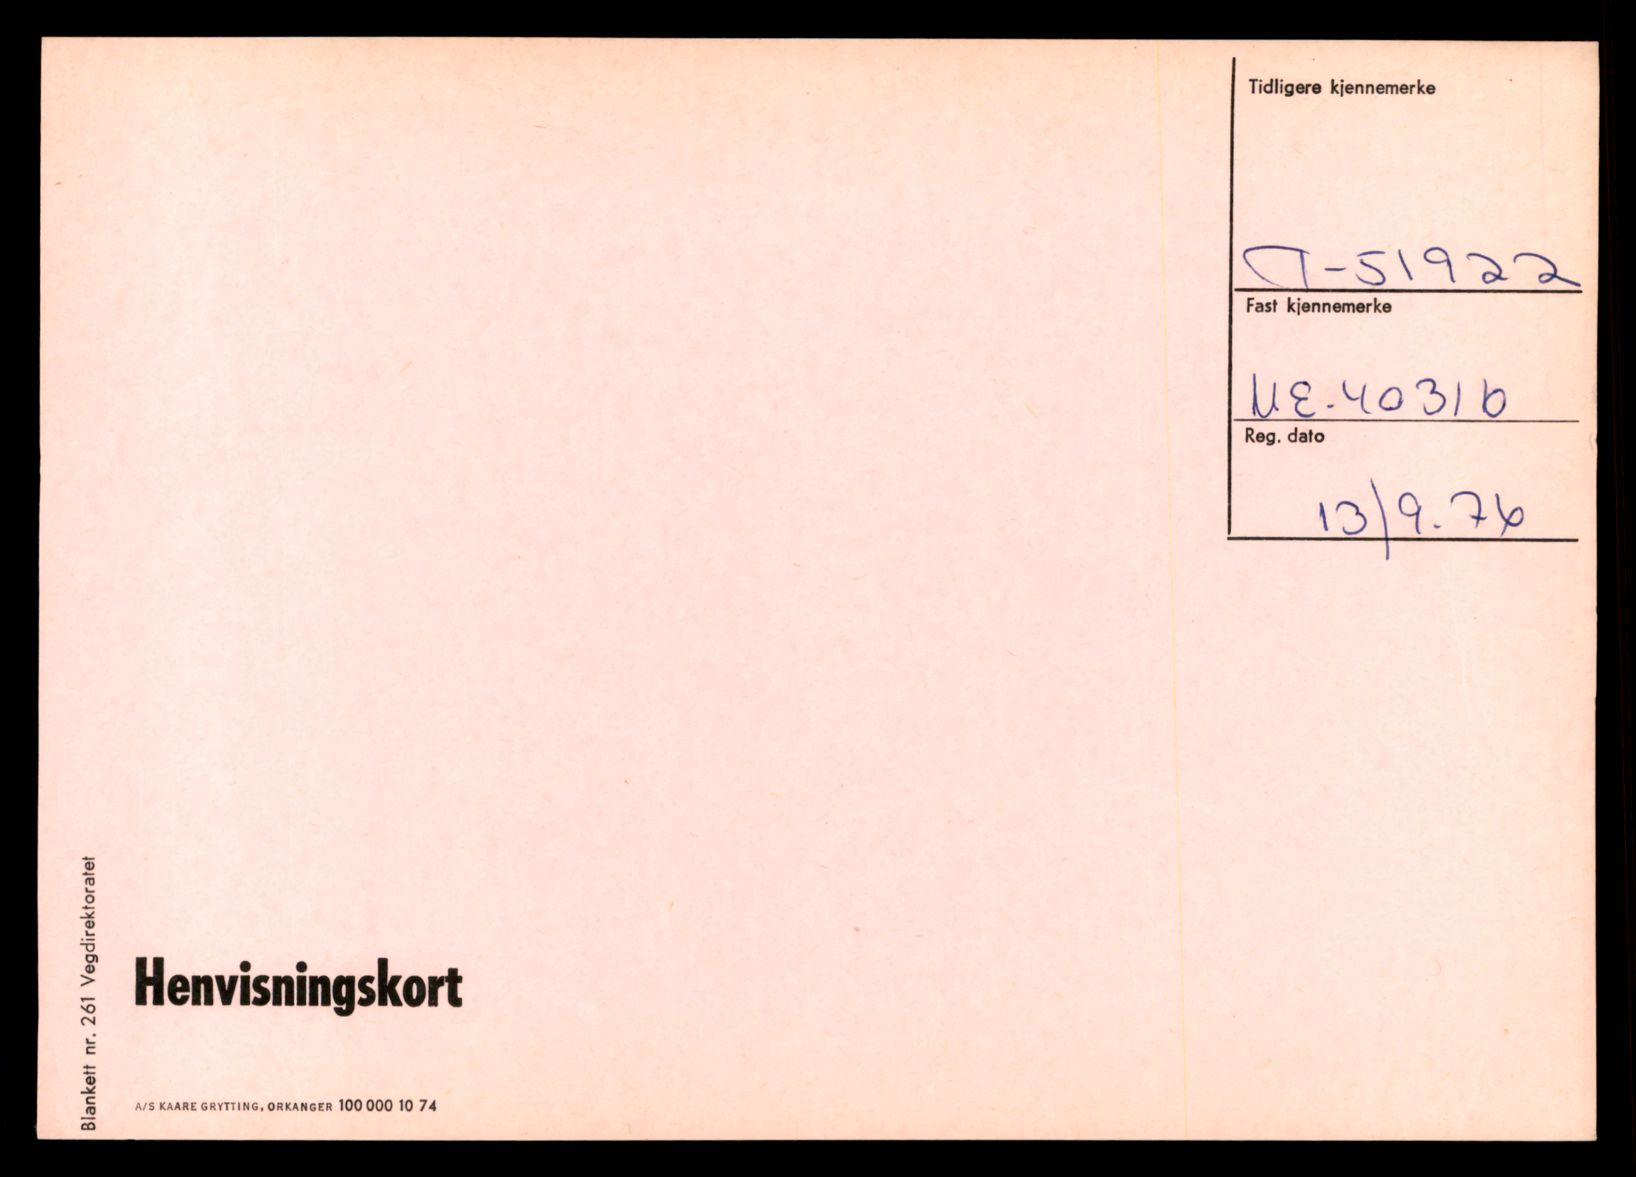 Tidligere kjennemerke
T-51922
Fast kjennemerke
UE-40316
Reg. dato
13/9.76
Blankett nr. 261 Vegdirektoratet
Henvisningskort
A/S KAARE GRYTTING, ORKANGER 100 000 10 74